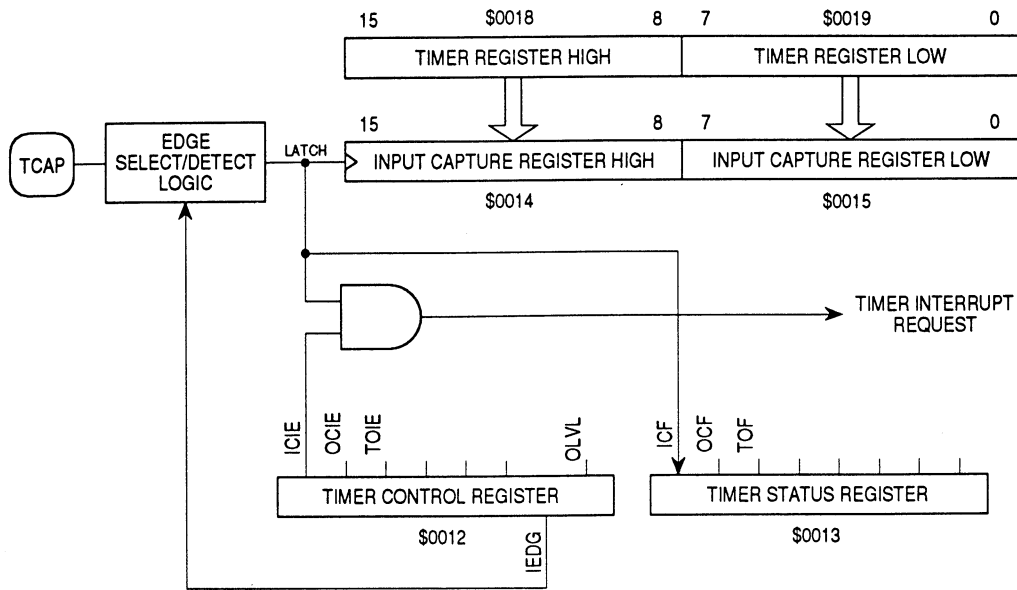 15 $0018 8 7 $0019 0
TIMER REGISTER HIGH TIMER REGISTER LOW
15 8 7 0
TCAP
EDGE
SELECT/DETECT
LOGIC
LATCH
INPUT CAPTURE REGISTER HIGH INPUT CAPTURE REGISTER LOW
$0014 $0015
TIMER INTERRUPT
REQUEST
ICIE OCIE TOIE OLVL ICF OCF TOF
TIMER CONTROL REGISTER TIMER STATUS REGISTER
$0012 $0013
IEDG